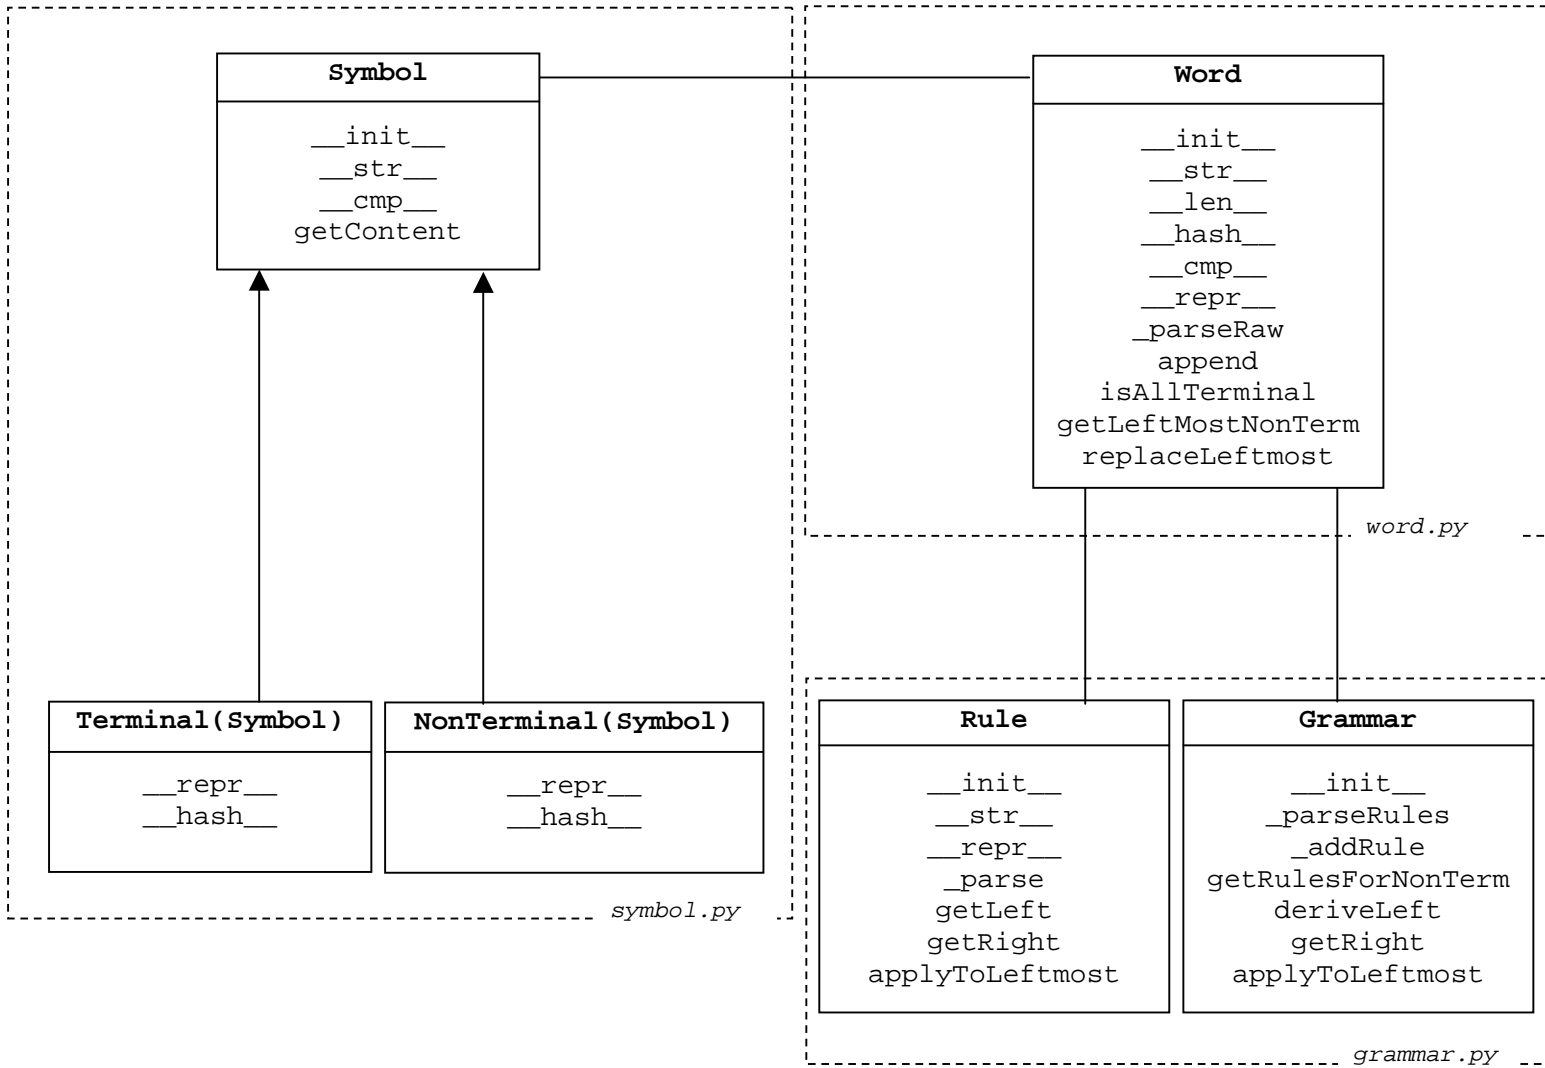 Symbol
__init__
__str__
__cmp__
getContent
Terminal(Symbol)
__repr__
__hash__
NonTerminal(Symbol)
__repr__
__hash__
symbol.py
Word
__init__
__str__
__len__
__hash__
__cmp__
__repr__
_parseRaw
append
isAllTerminal
getLeftMostNonTerm
replaceLeftmost
word.py
Rule
__init__
__str__
__repr__
_parse
getLeft
getRight
applyToLeftmost
Grammar
__init__
_parseRules
_addRule
getRulesForNonTerm
deriveLeft
getRight
applyToLeftmost
grammar.py